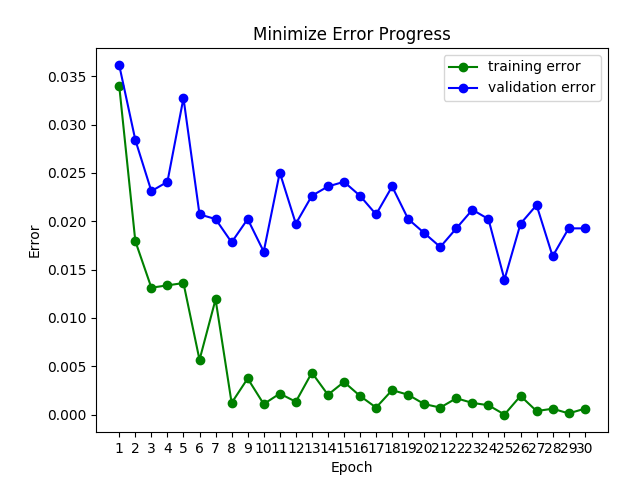 Minimize Error Progress
training error
validation error
0.035
0.030
0.025
0.020
0.015
0.010
0.005
0.000
Error
1 2 3 4 5 6 7 8 9 10 11 12 13 14 15 16 17 18 19 20 21 22 23 24 25 26 27 28 29 30
Epoch